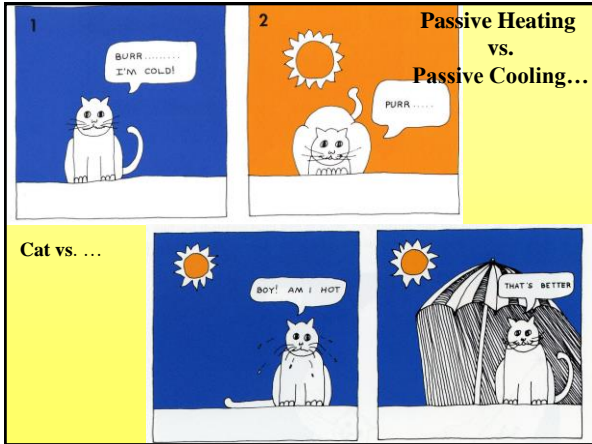 1
BURR.........
I'M COLD!
2
PURR.....
Passive Heating
vs.
Passive Cooling…
Cat vs. …
BOY! AM I HOT
THAT'S BETTER